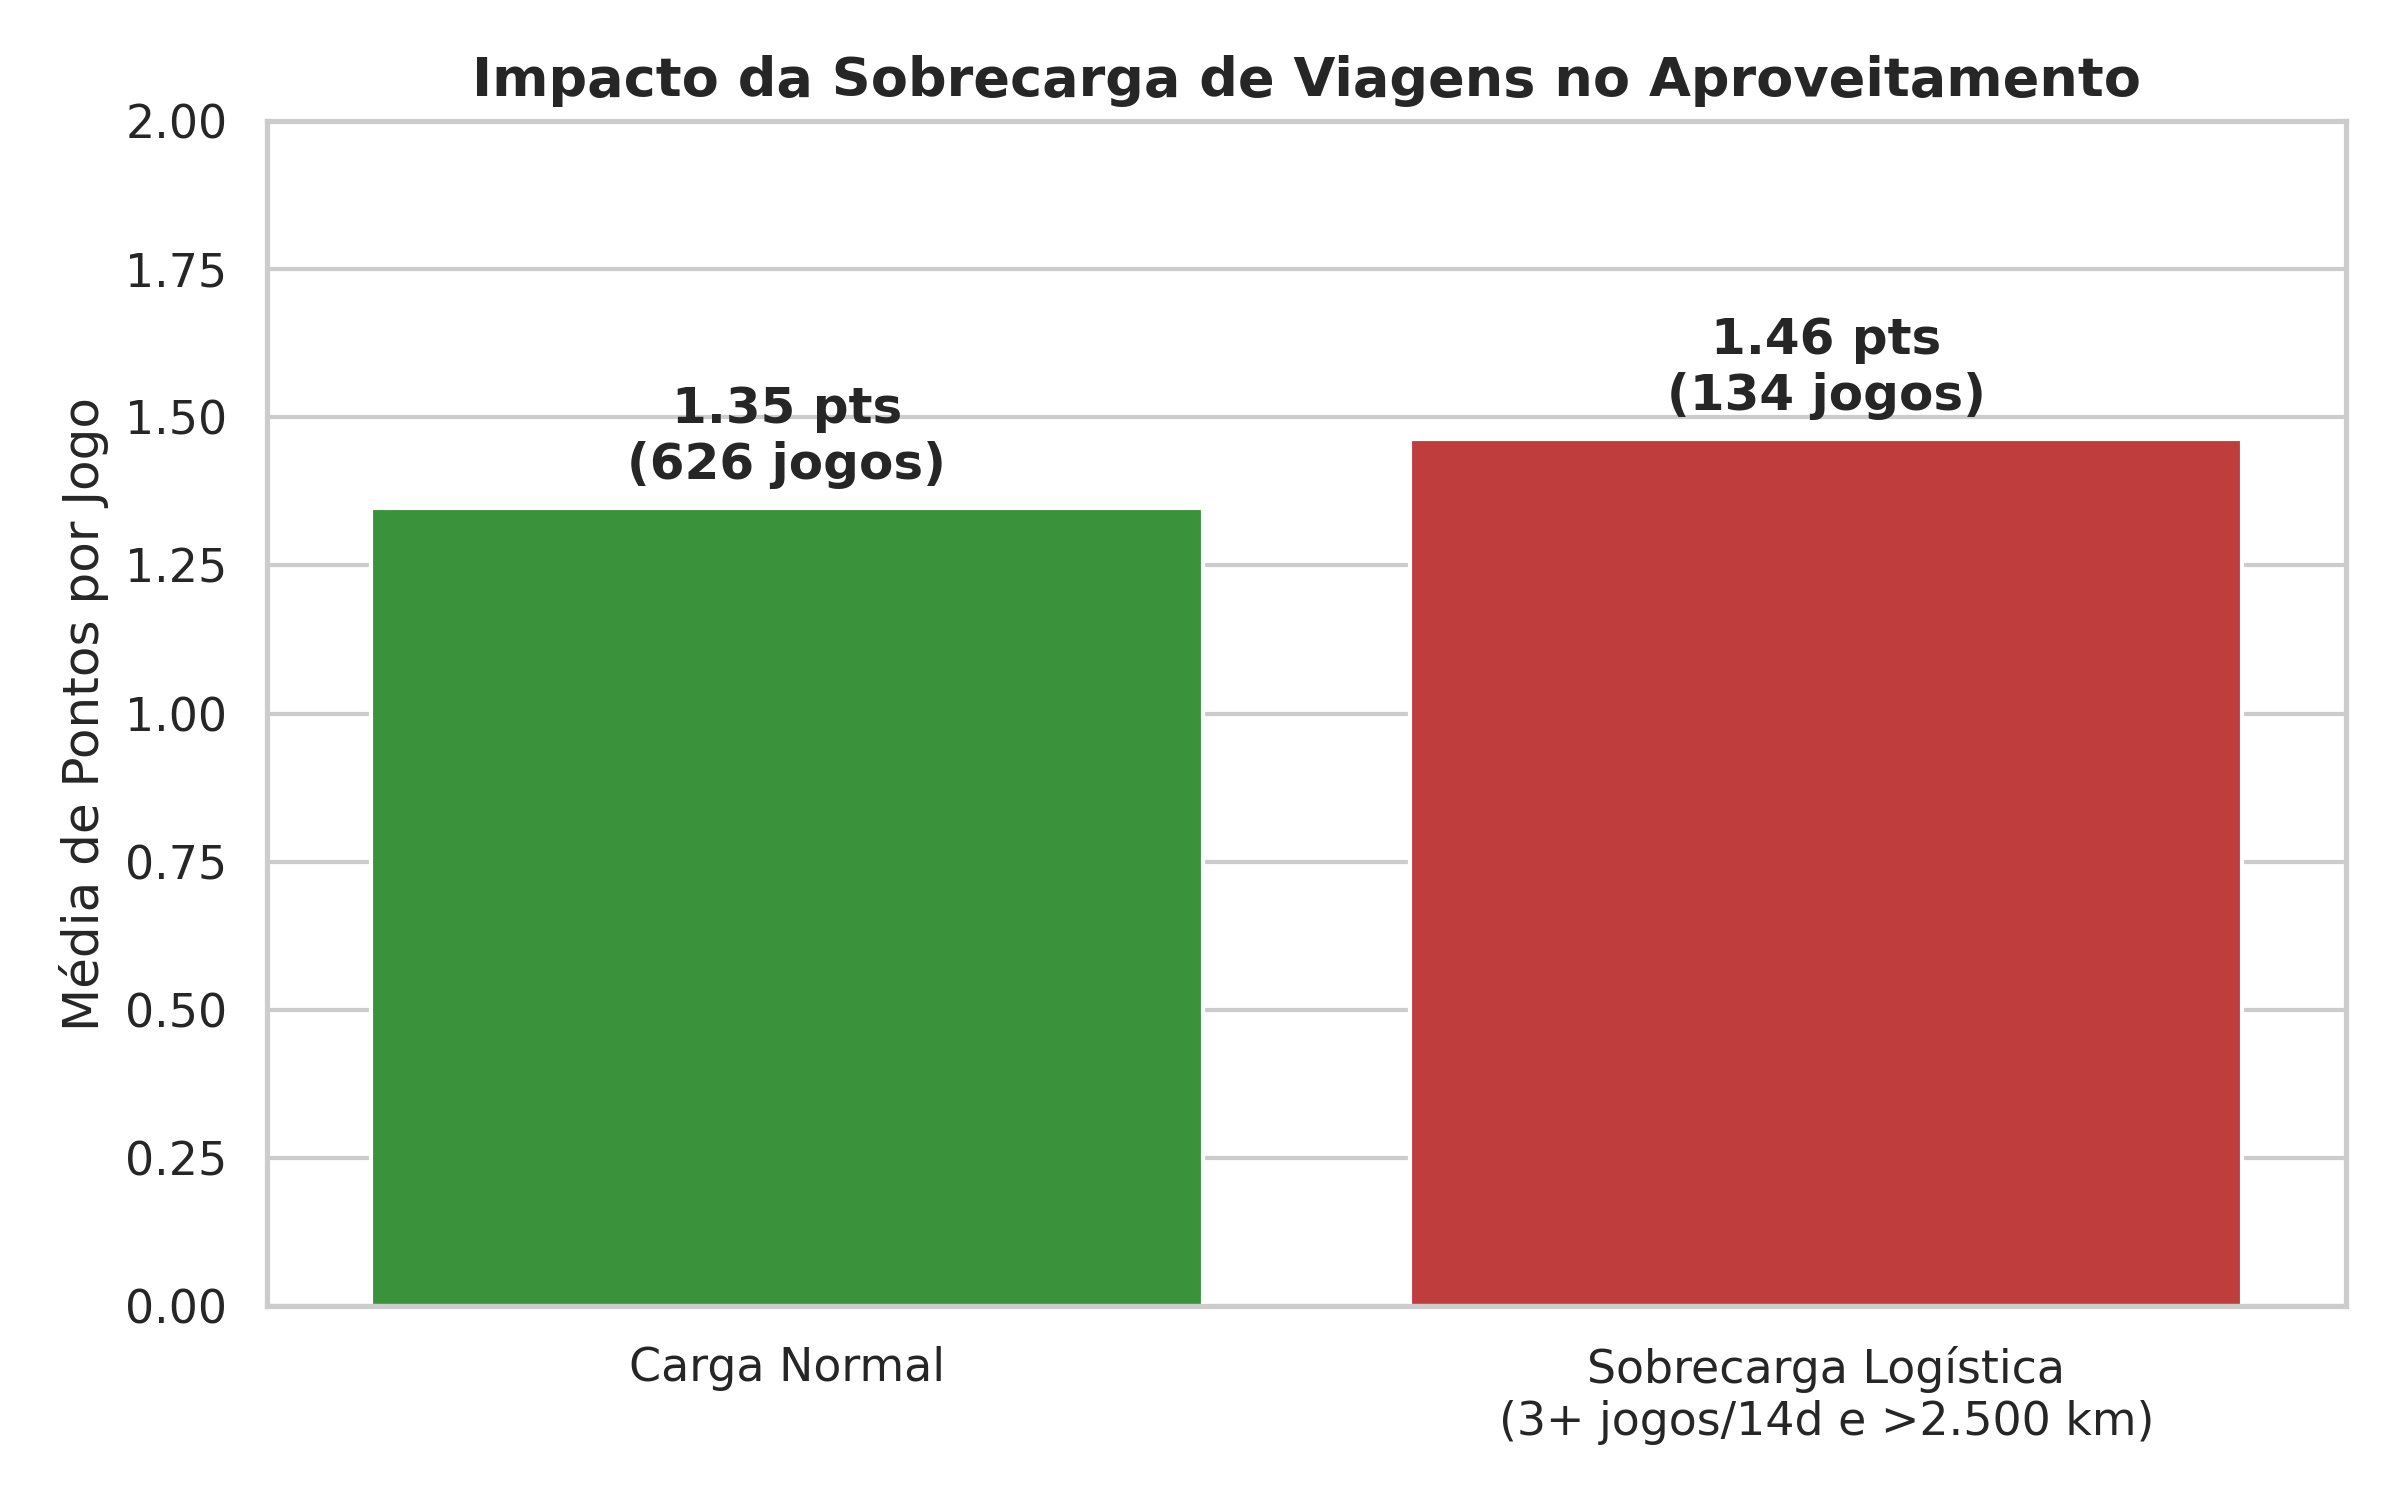 Impacto da Sobrecarga de Viagens no Aproveitamento
Média de Pontos por Jogo
2.00
1.75
1.50
1.25
1.00
0.75
0.50
0.25
0.00
1.35 pts
(626 jogos)
1.46 pts
(134 jogos)
Carga Normal
Sobrecarga Logística
(3+ jogos/14d e >2.500 km)